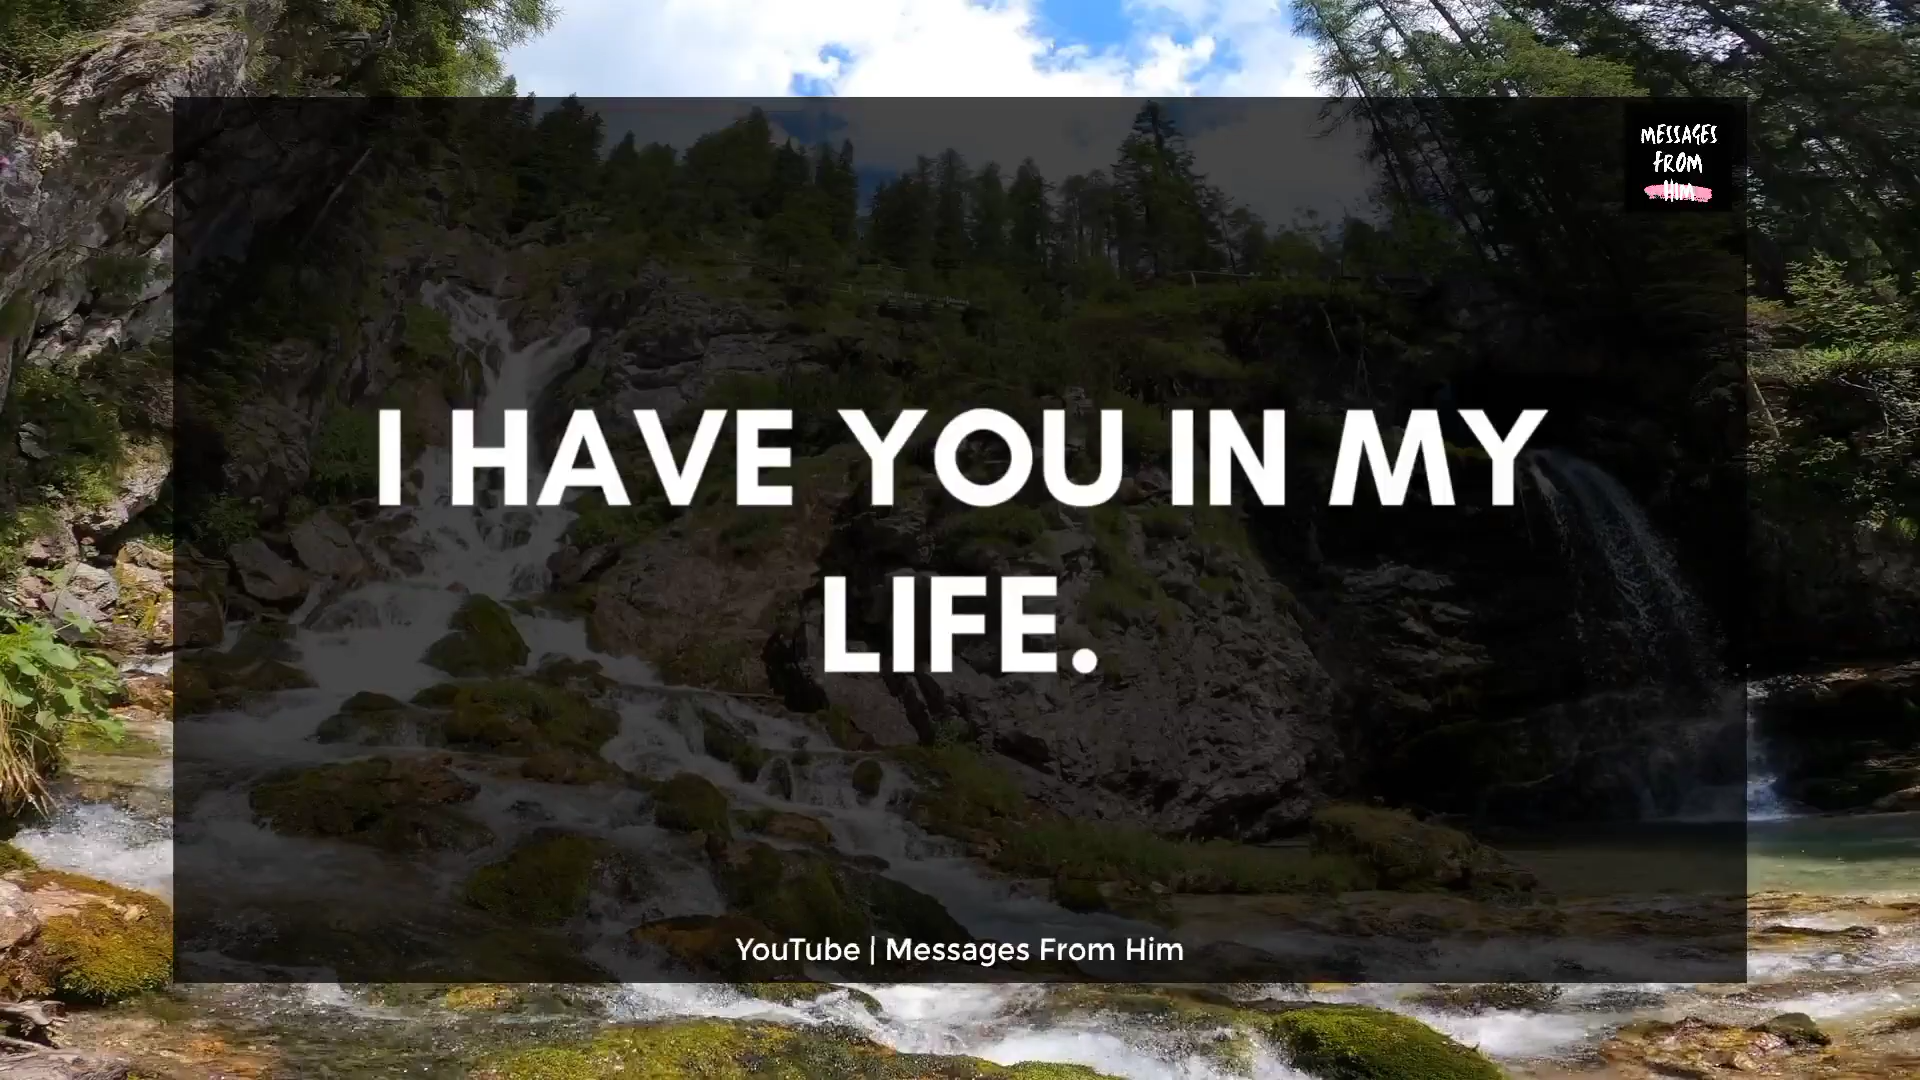 MESSAGES
FROM
HIM
I HAVE YOU IN MY
LIFE.
YouTube | Messages From Him